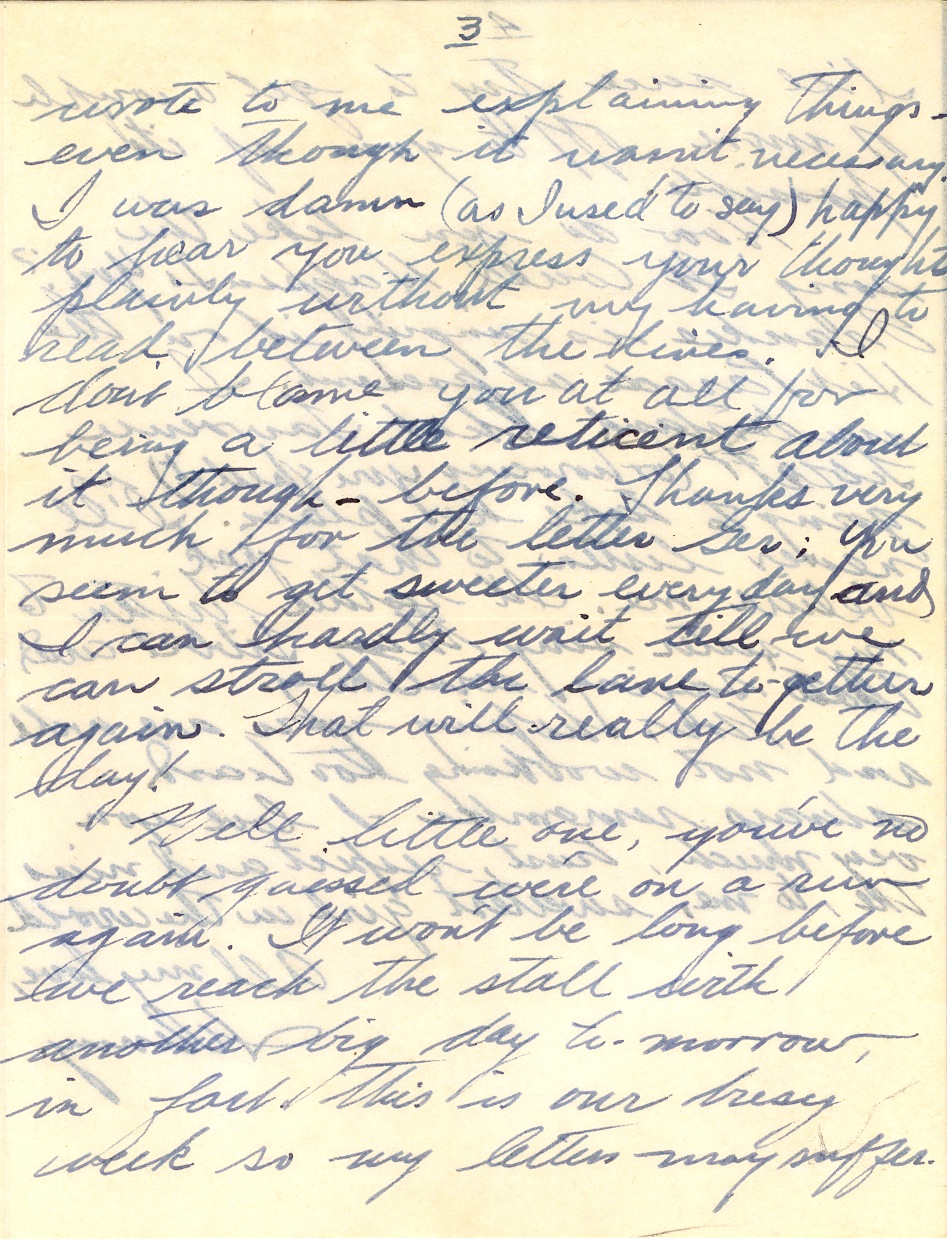 3
wrote to me explaining things -
even though it wasn't necessary.
I was damn (as I used to say) happy
to hear you express your thoughts
plainly without my having to
read between the lines. I
don't blame you at all for
being a little reticent about
it though - before. Thanks very
much for the letter Ger; you
seem to get sweeter everyday and
I can hardly wait till we
can stroll the lane to-gether
again. That will really be the
day!
Well little one, you've no
doubt guessed we're on a run
again. It won't be long before
we reach the stall with
another big day to-morrow,
in fact this is our busy
week so my letters may suffer.